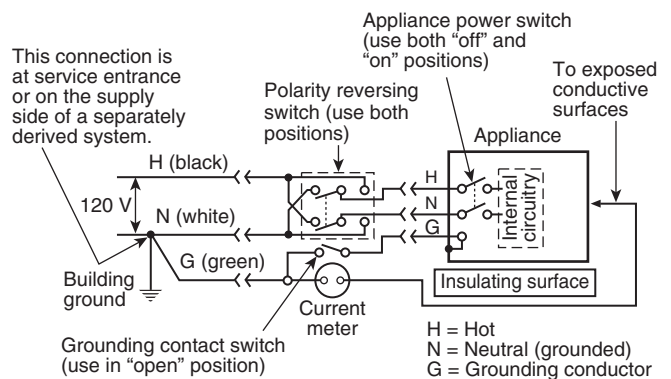 This connection is
at service entrance
or on the supply
side of a separately
derived system.
Polarity reversing
switch (use both
positions)
Appliance power switch
(use both “off” and
“on” positions)
To exposed
conductive
surfaces
Appliance
H (black)
120 V
N (white)
G (green)
H
N
G
Internal
circuitry
Building
ground
Insulating surface
Current
meter
Grounding contact switch
(use in “open” position)
H = Hot
N = Neutral (grounded)
G = Grounding conductor